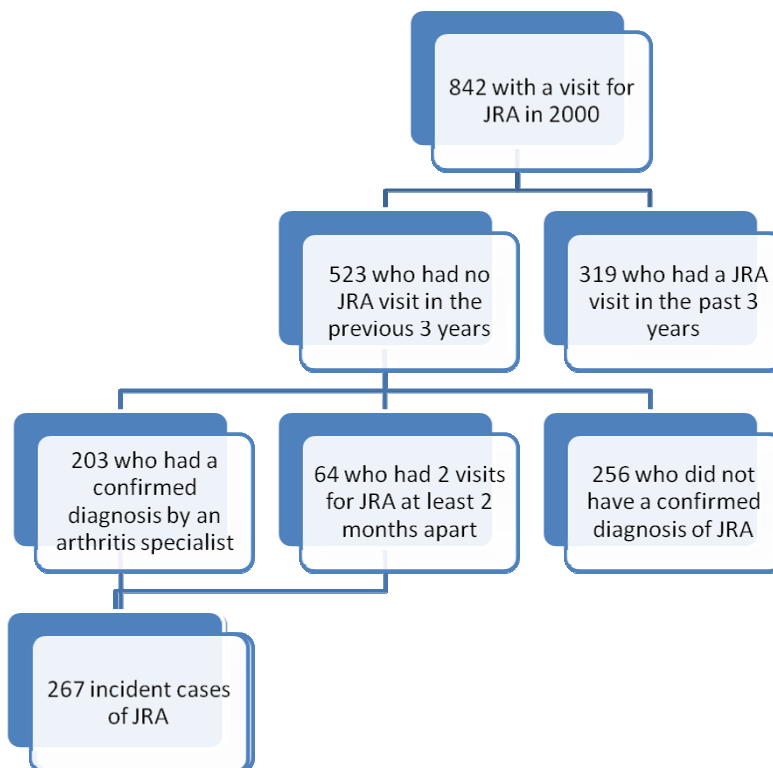 842 with a visit for
JRA in 2000
523 who had no
JRA visit in the
previous 3 years
319 who had a JRA
visit in the past 3
years
203 who had a
confirmed
diagnosis by an
arthritis specialist
64 who had 2 visits
for JRA at least 2
months apart
256 who did not
have a confirmed
diagnosis of JRA
267 incident cases
of JRA